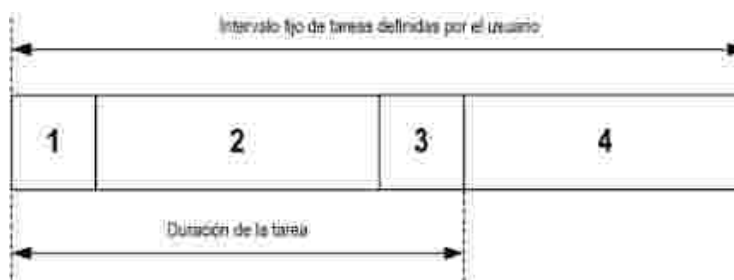 Intervalo fijo de tareas definidas por el usuario
1 2 3 4
Duración de la tarea